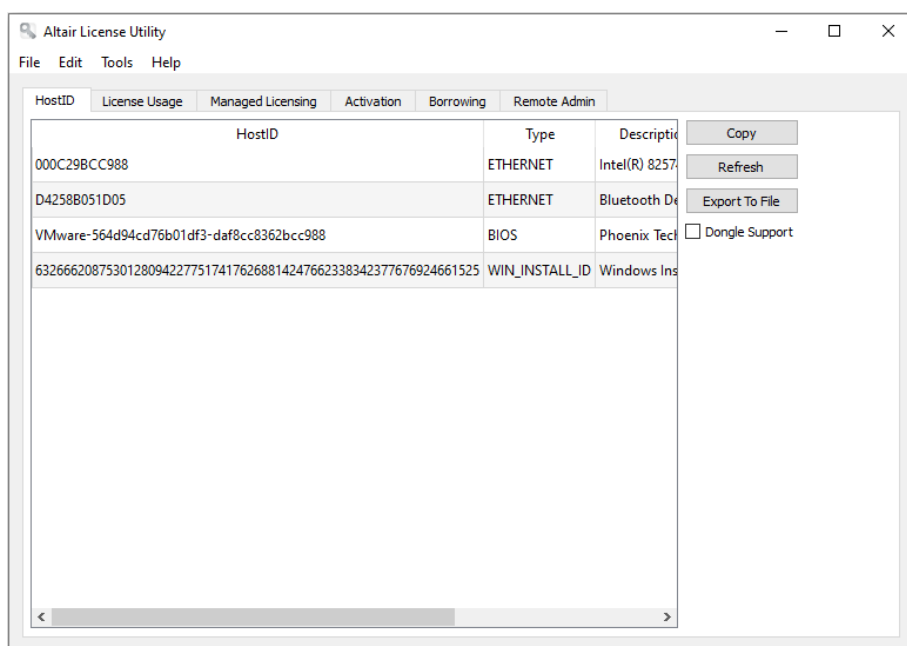 Altair License Utility
File Edit Tools Help
HostID License Usage Managed Licensing Activation Borrowing Remote Admin
HostID Type Descriptio Copy
000C29BCC988 ETHERNET Intel(R) 8257 Refresh
D4258B051D05 ETHERNET Bluetooth De Export To File
VMware-564d94cd76b01df3-daf8cc8362bcc988 BIOS Phoenix Tech Dongle Support
632666208753012809422775174176268814247662338342377676924661525 WIN_INSTALL_ID Windows Ins